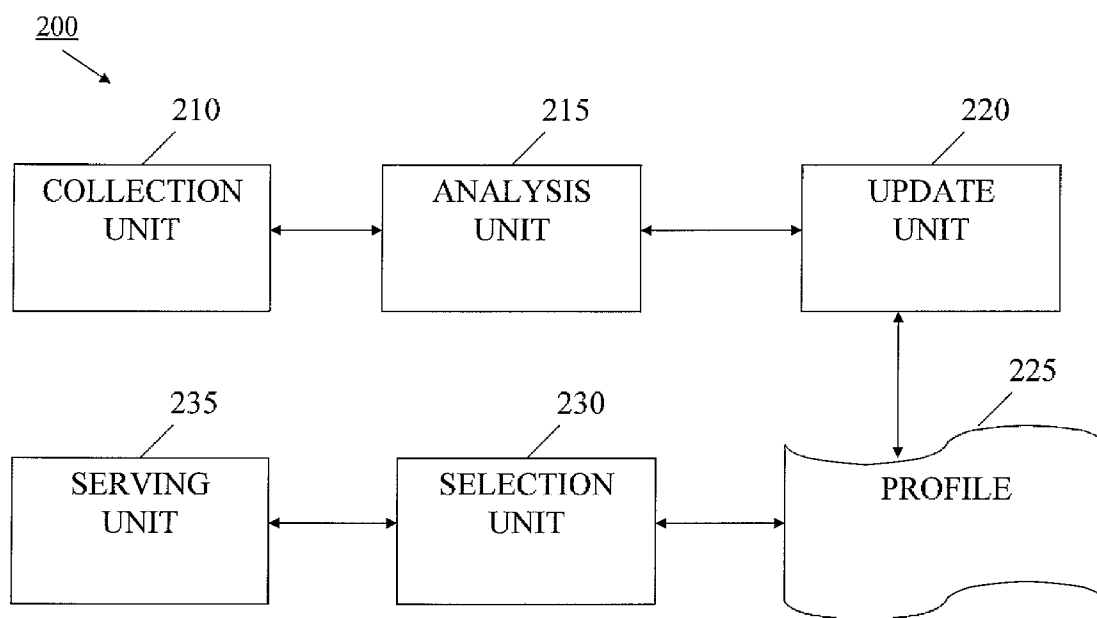 200
210
215
220
COLLECTION
UNIT
ANALYSIS
UNIT
UPDATE
UNIT
235
230
225
SERVING
UNIT
SELECTION
UNIT
PROFILE